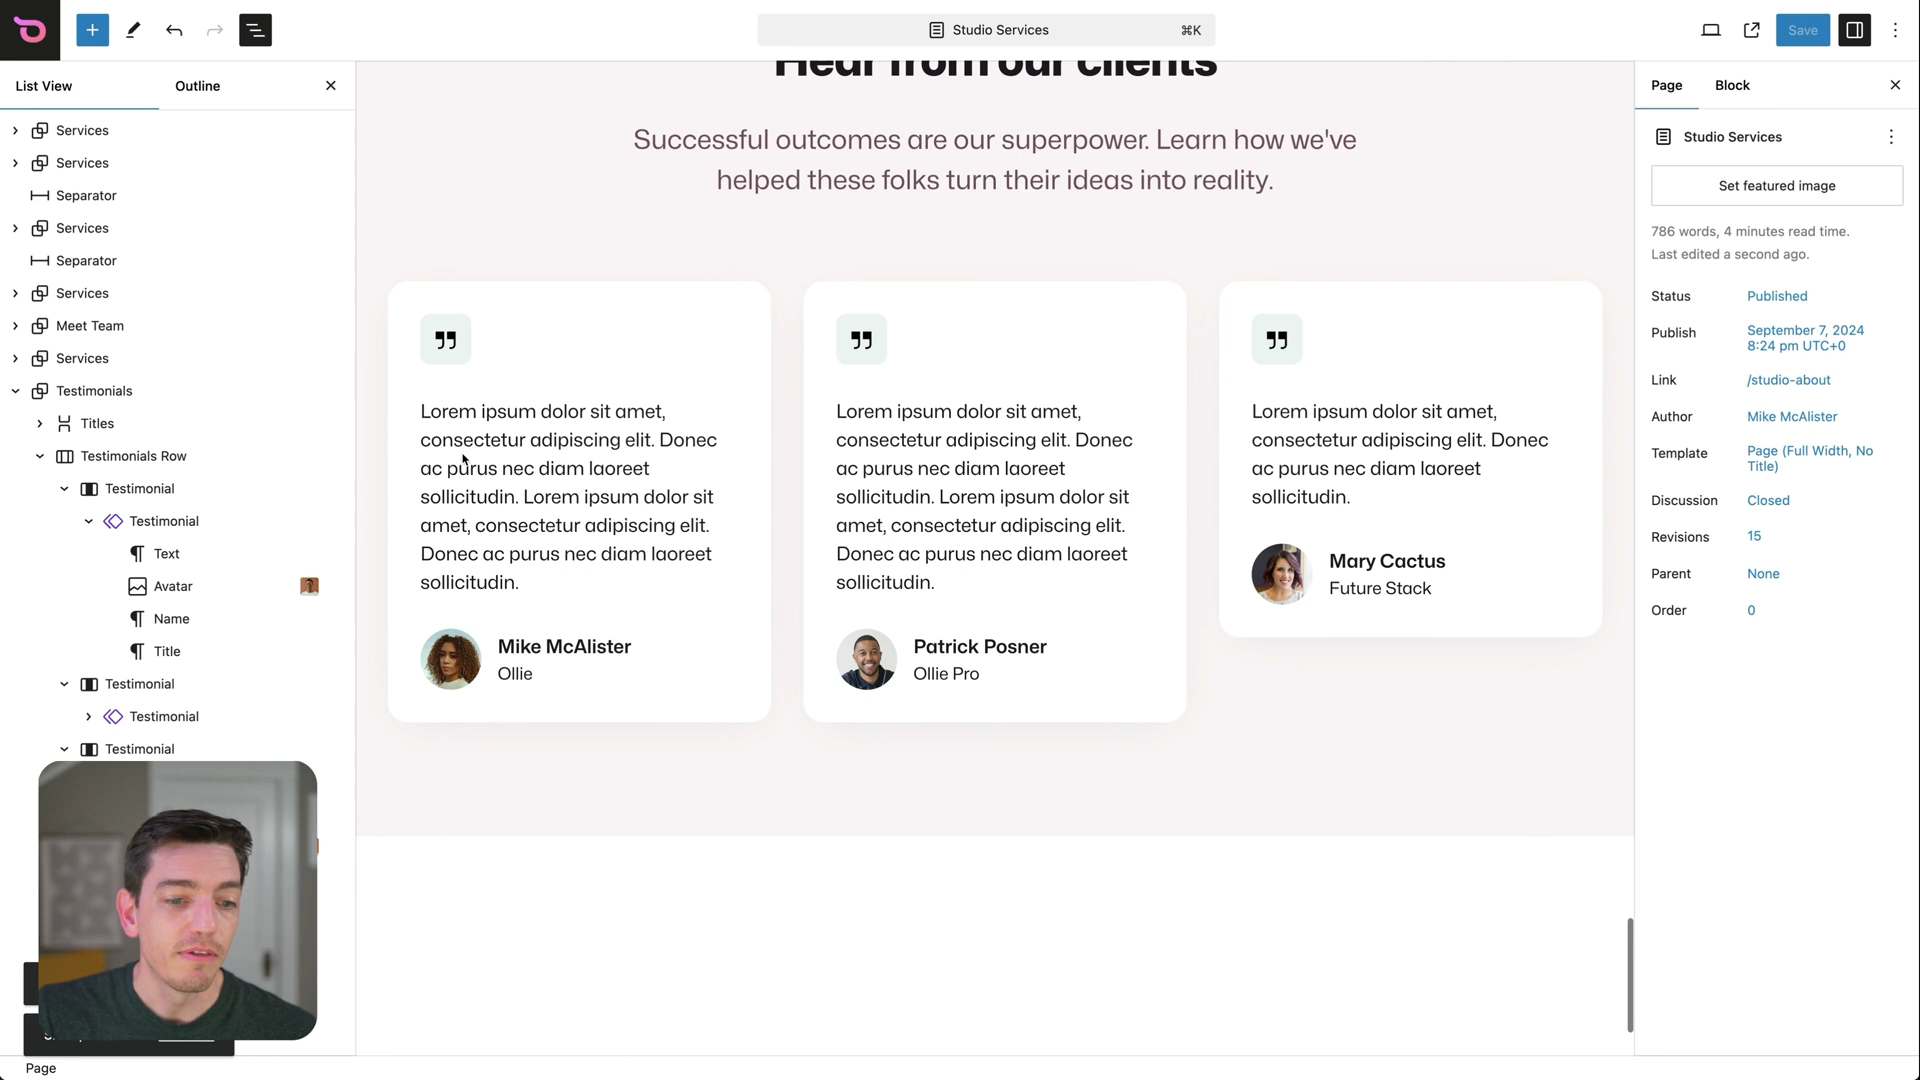 Studio Services
⌘K
Save
List View
Outline
Services
Services
Separator
Services
Separator
Services
Meet Team
Services
Testimonials
Titles
Testimonials Row
Testimonial
Testimonial
Text
Avatar
Name
Title
Testimonial
Testimonial
Testimonial
Page
Hear from our clients
Successful outcomes are our superpower. Learn how we've
helped these folks turn their ideas into reality.
Lorem ipsum dolor sit amet,
consectetur adipiscing elit. Donec
ac purus nec diam laoreet
sollicitudin. Lorem ipsum dolor sit
amet, consectetur adipiscing elit.
Donec ac purus nec diam laoreet
sollicitudin.
Mike McAlister
Ollie
Lorem ipsum dolor sit amet,
consectetur adipiscing elit. Donec
ac purus nec diam laoreet
sollicitudin. Lorem ipsum dolor sit
amet, consectetur adipiscing elit.
Donec ac purus nec diam laoreet
sollicitudin.
Patrick Posner
Ollie Pro
Lorem ipsum dolor sit amet,
consectetur adipiscing elit. Donec
ac purus nec diam laoreet
sollicitudin.
Mary Cactus
Future Stack
Page
Block
Studio Services
Set featured image
786 words, 4 minutes read time.
Last edited a second ago.
Status
Published
Publish
September 7, 2024
8:24 pm UTC+0
Link
/studio-about
Author
Mike McAlister
Template
Page (Full Width, No
Title)
Discussion
Closed
Revisions
15
Parent
None
Order
0